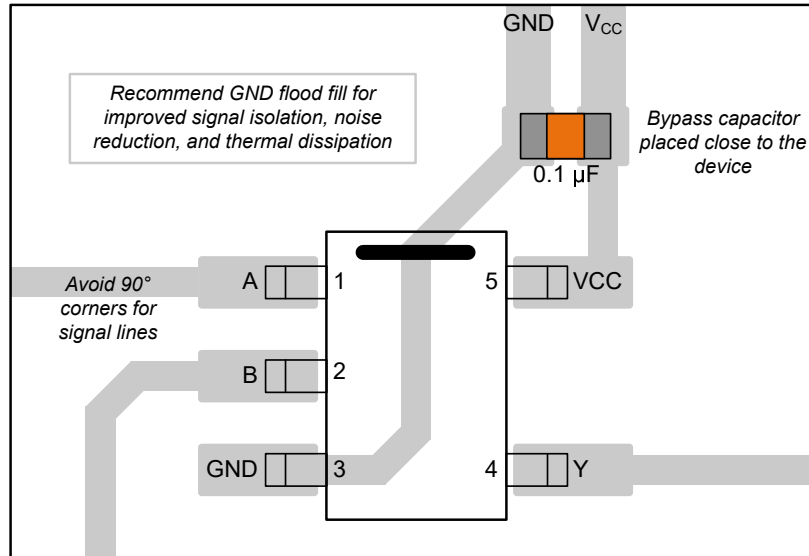 GND
V_CC
Recommend GND flood fill for
improved signal isolation, noise
reduction, and thermal dissipation
Bypass capacitor
placed close to the
device
0.1 µF
A
1
5
VCC
Avoid 90°
corners for
signal lines
B
2
GND
3
4
Y